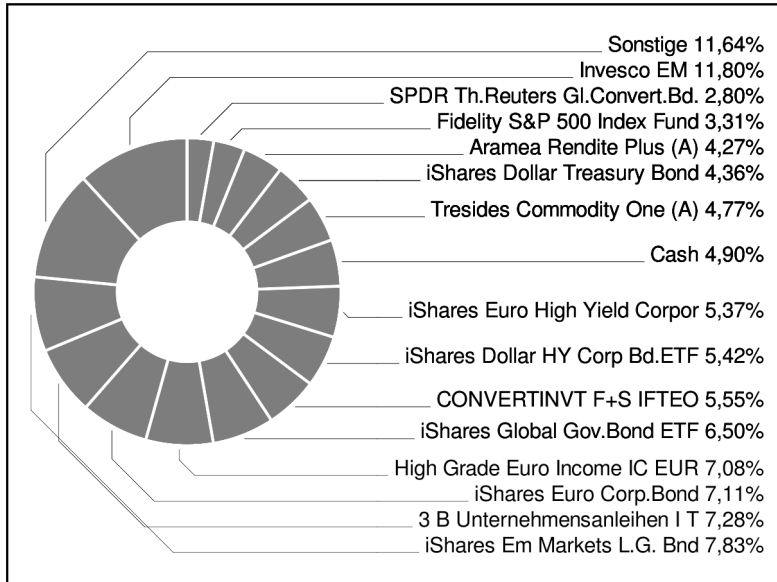 Sonstige 11,64%
Invesco EM 11,80%
SPDR Th.Reuters Gl.Convert.Bd. 2,80%
Fidelity S&P 500 Index Fund 3,31%
Aramea Rendite Plus (A) 4,27%
iShares Dollar Treasury Bond 4,36%
Tresides Commodity One (A) 4,77%
Cash 4,90%
iShares Euro High Yield Corpor 5,37%
iShares Dollar HY Corp Bd.ETF 5,42%
CONVERTINVT F+S IFTEO 5,55%
iShares Global Gov.Bond ETF 6,50%
High Grade Euro Income IC EUR 7,08%
iShares Euro Corp.Bond 7,11%
3 B Unternehmensanleihen I T 7,28%
iShares Em Markets L.G. Bnd 7,83%